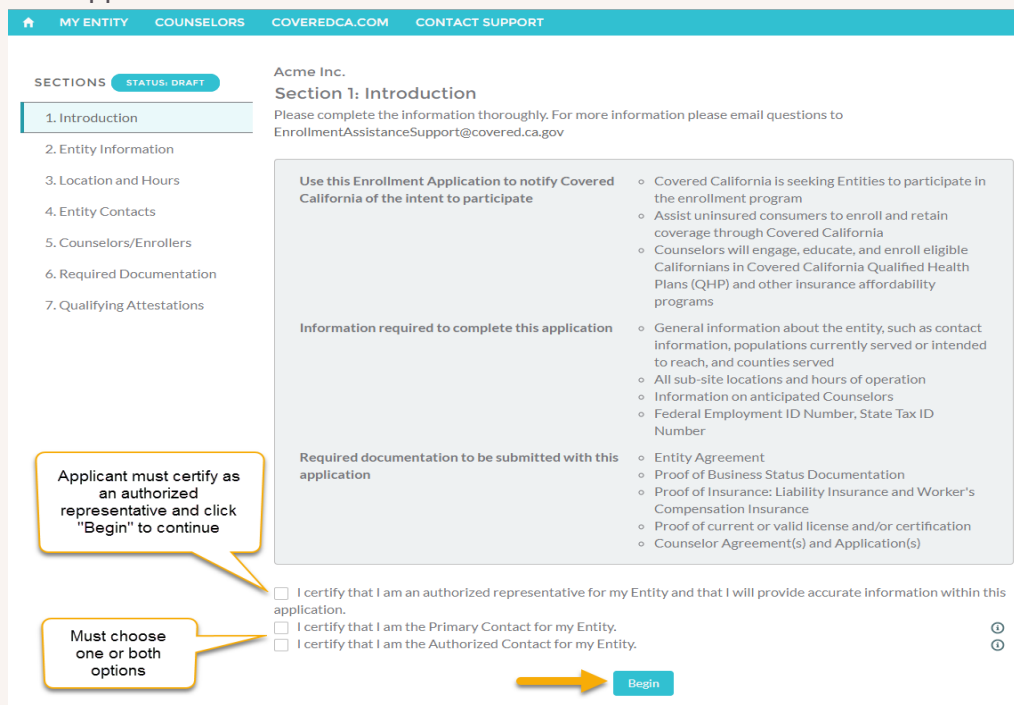 MY ENTITY COUNSELORS COVEREDCA.COM CONTACT SUPPORT
SECTIONS STATUS: DRAFT
1. Introduction
2. Entity Information
3. Location and Hours
4. Entity Contacts
5. Counselors/Enrollers
6. Required Documentation
7. Qualifying Attestations
Acme Inc.
Section 1: Introduction
Please complete the information thoroughly. For more information please email questions to
EnrollmentAssistanceSupport@covered.ca.gov
Use this Enrollment Application to notify Covered
California of the intent to participate
Covered California is seeking Entities to participate in
the enrollment program
Assist uninsured consumers to enroll and retain
coverage through Covered California
Counselors will engage, educate, and enroll eligible
Californians in Covered California Qualified Health
Plans (QHP) and other insurance affordability
programs
Information required to complete this application
General information about the entity, such as contact
information, populations currently served or intended
to reach, and counties served
All sub-site locations and hours of operation
Information on anticipated Counselors
Federal Employment ID Number, State Tax ID
Number
Required documentation to be submitted with this
application
Entity Agreement
Proof of Business Status Documentation
Proof of Insurance: Liability Insurance and Worker's
Compensation Insurance
Proof of current or valid license and/or certification
Counselor Agreement(s) and Application(s)
Applicant must certify as
an authorized
representative and click
"Begin" to continue
I certify that I am an authorized representative for my Entity and that I will provide accurate information within this
application.
I certify that I am the Primary Contact for my Entity.
I certify that I am the Authorized Contact for my Entity.
Must choose
one or both
options
Begin